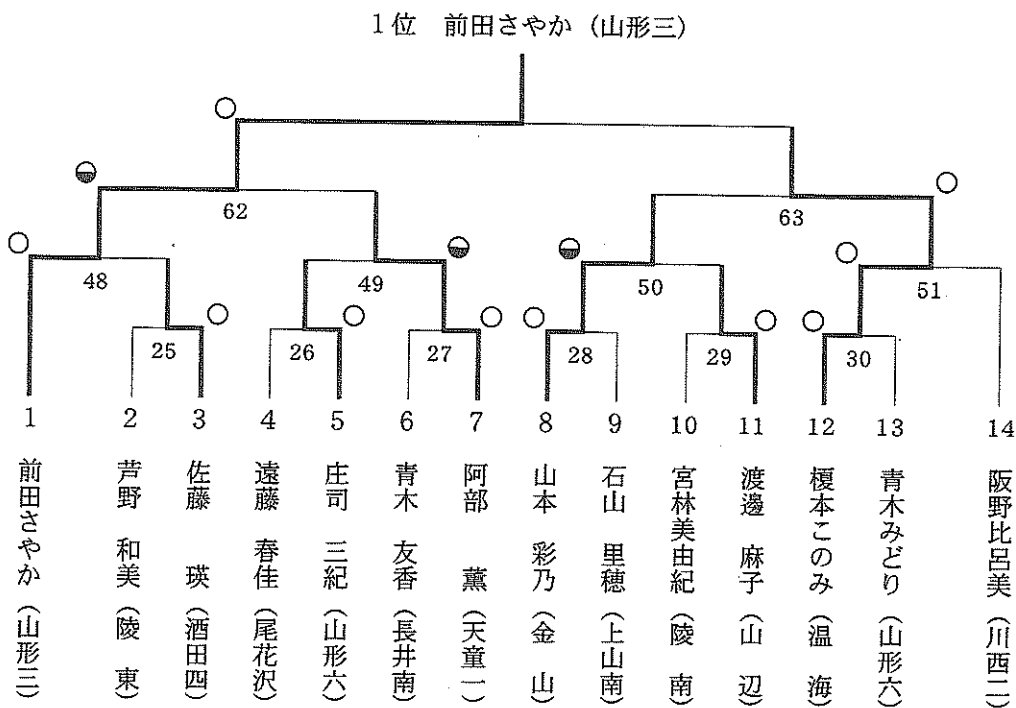 1位 前田さやか（山形三）
62
63
48
49
50
51
25
26
27
28
29
30
1
2
3
4
5
6
7
8
9
10
11
12
13
14
前田さやか（山形三）
芦野 和美（陵 東）
佐藤 瑛（酒田四）
遠藤 春佳（尾花沢）
庄司 三紀（山形六）
青木 友香（長井南）
阿部 薫（天童一）
山本 彩乃（金 山）
石山 里穂（上山南）
宮林美由紀（陵 南）
渡邊 麻子（山 辺）
榎本このみ（温 海）
青木みどり（山形六）
阪野比呂美（川西二）